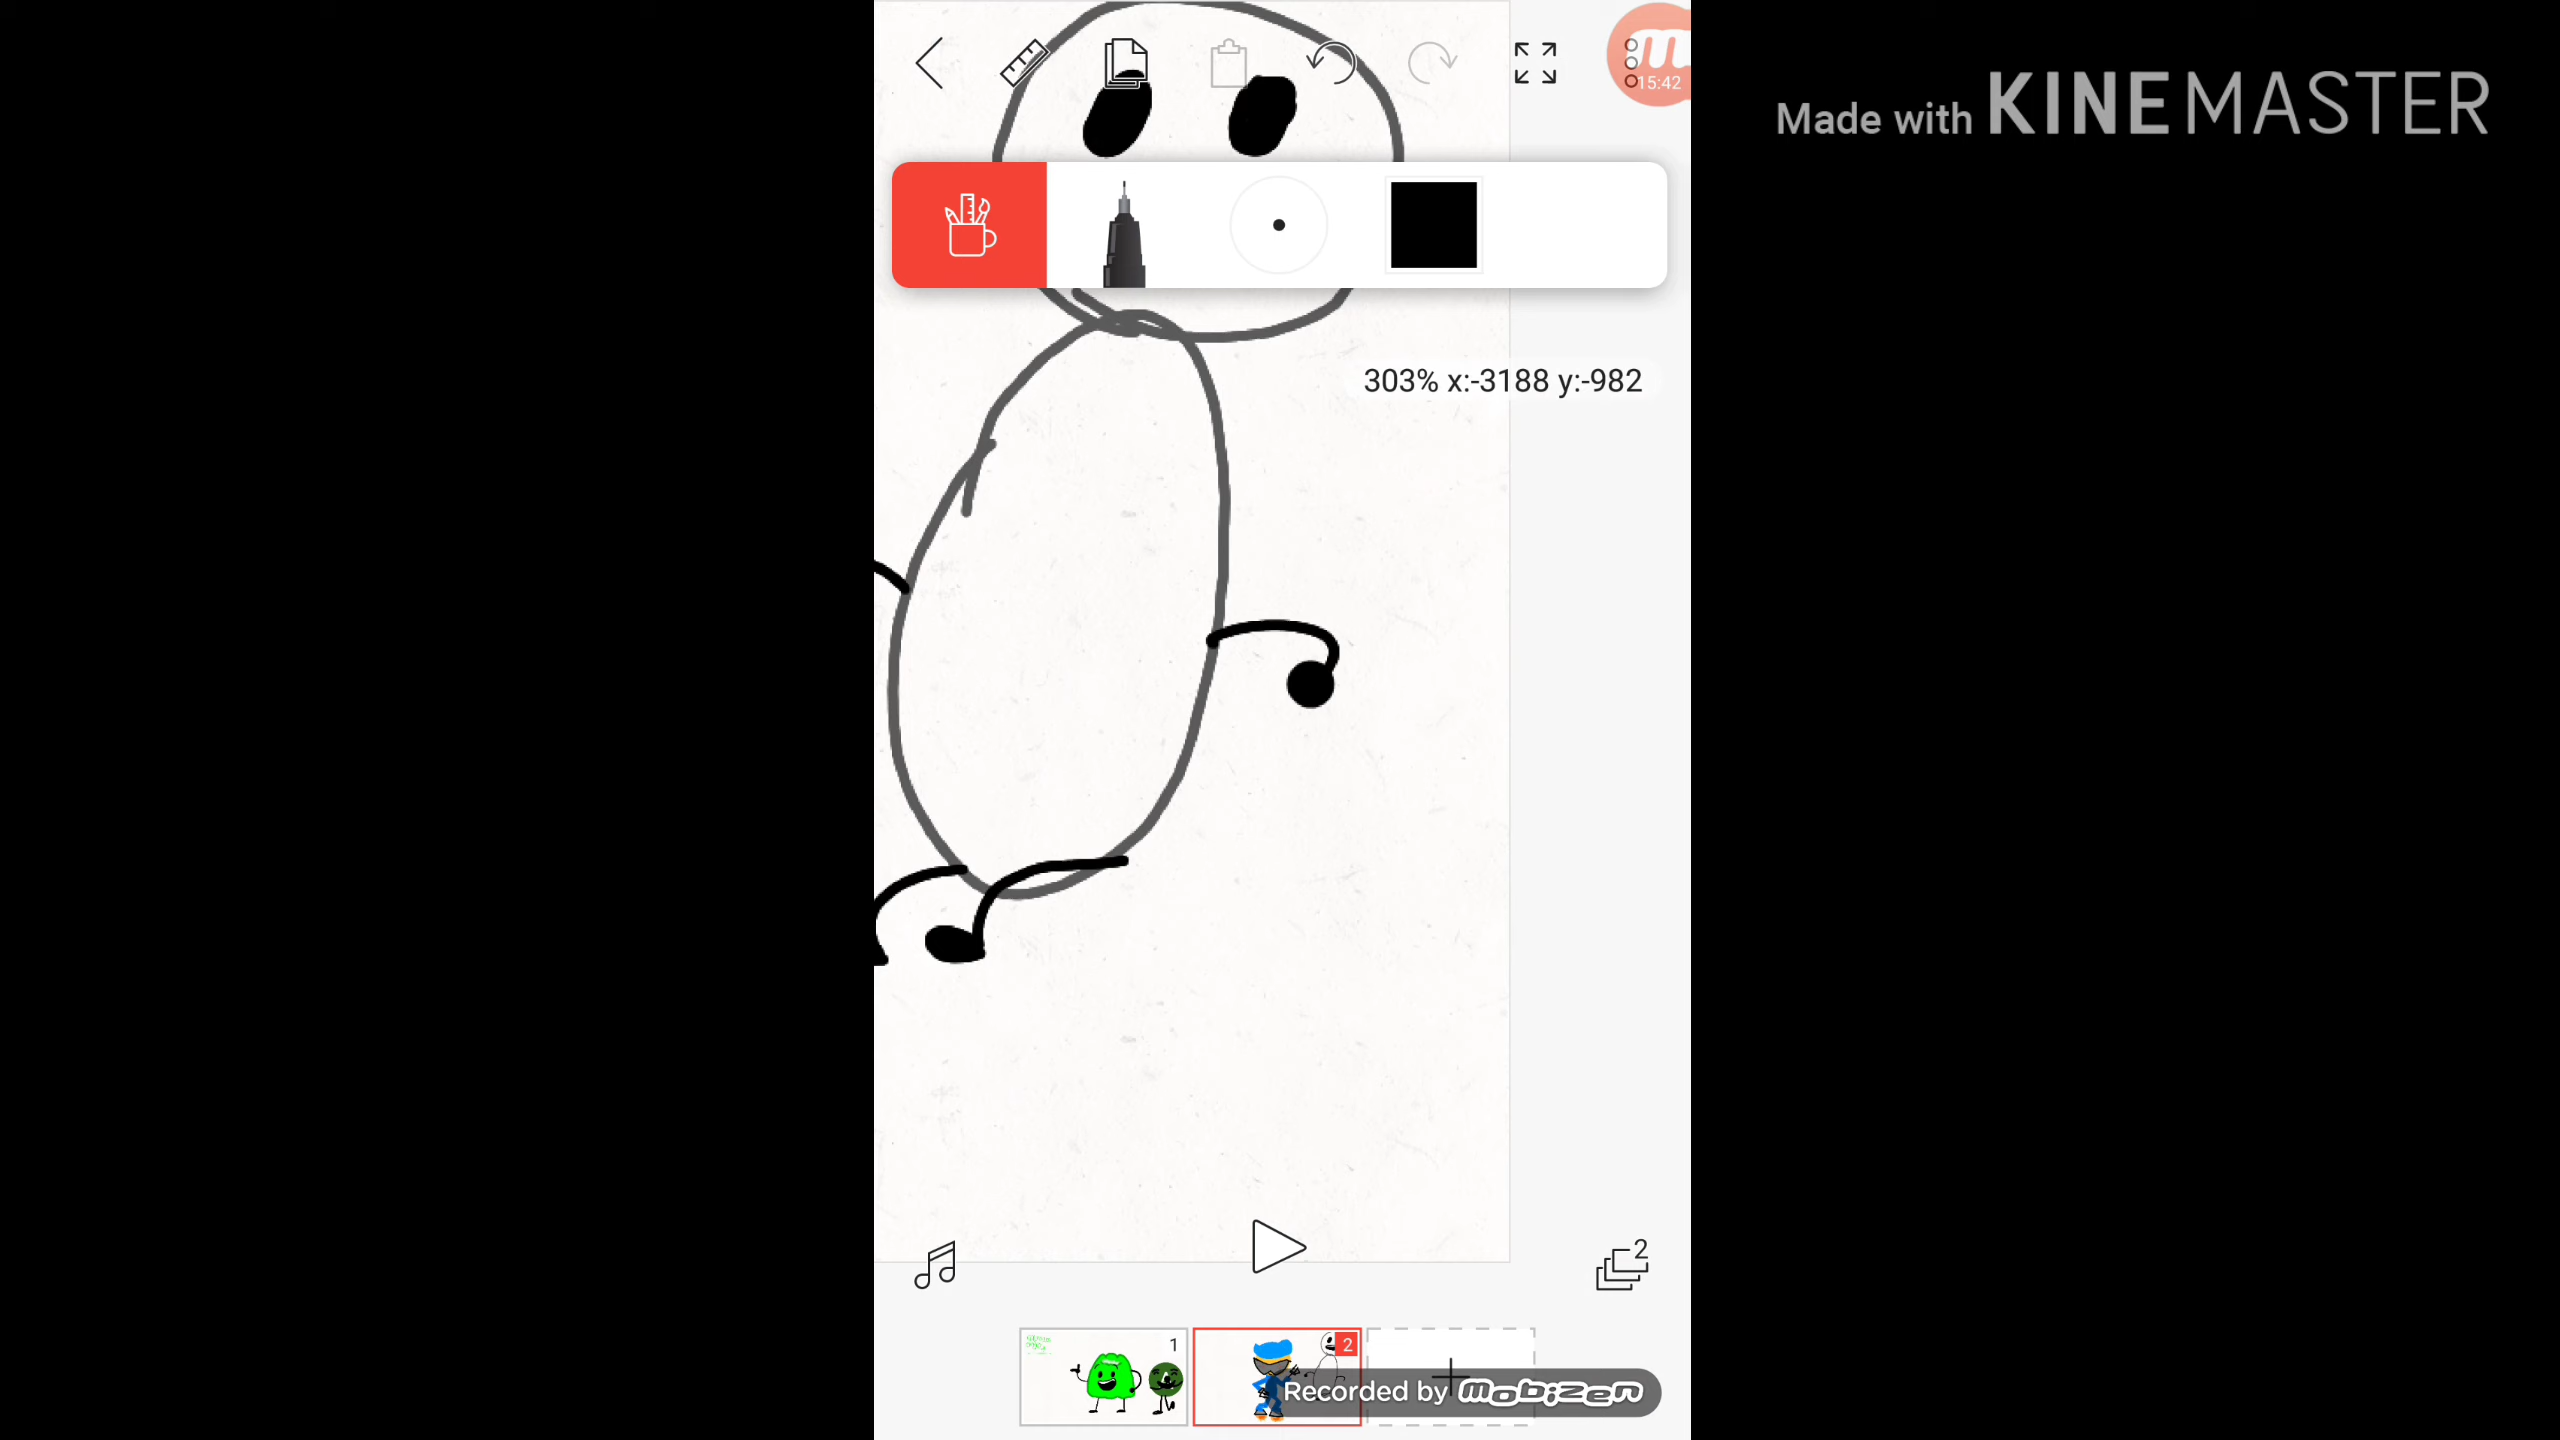 15:42
Made with KINEMASTER
303% x:-3188 y:-982
2
1
2
Recorded by mobizen